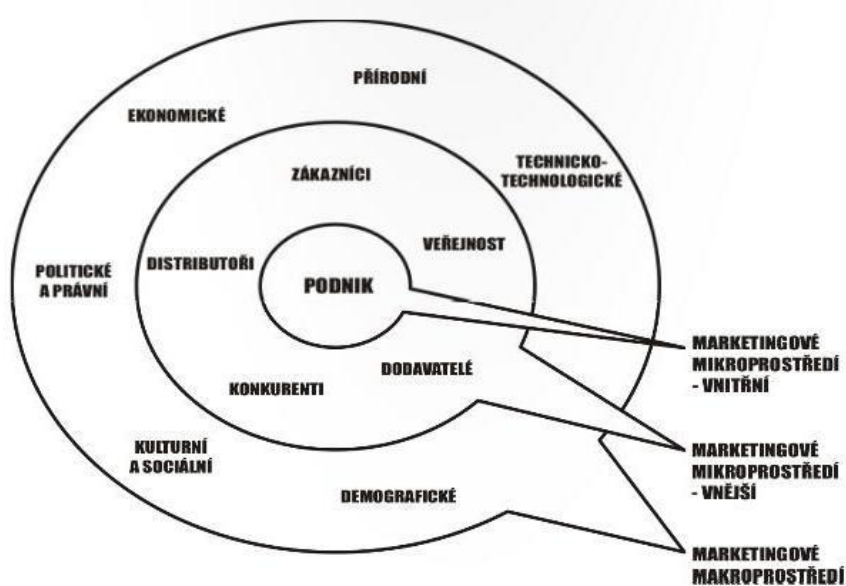 PŘÍRODNÍ
EKONOMICKÉ
TECHNICKO-
TECHNOLOGICKÉ
ZÁKAZNÍCI
VEŘEJNOST
DISTRIBUTOŘI
POLITICKÉ
A PRÁVNÍ
PODNIK
DODAVATELÉ
KONKURENTI
KULTURNÍ
A SOCIÁLNÍ
DEMOGRAFICKÉ
MARKETINGOVÉ
MIKROPROSTŘEDÍ
- VNITŘNÍ
MARKETINGOVÉ
MIKROPROSTŘEDÍ
- VNĚJŠÍ
MARKETINGOVÉ
MAKROPROSTŘEDÍ